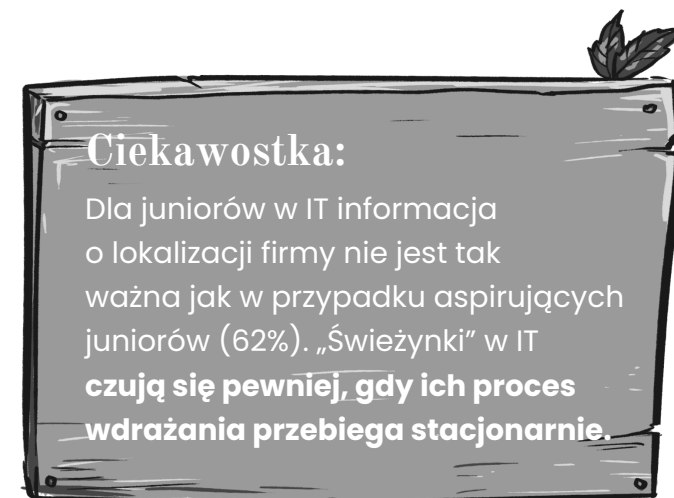 Ciekawostka:
Dla juniorów w IT informacja
o lokalizacji firmy nie jest tak
ważna jak w przypadku aspirujących
juniorów (62%). „Świeżynki” w IT
czują się pewniej, gdy ich proces
wdrażania przebiega stacjonarnie.